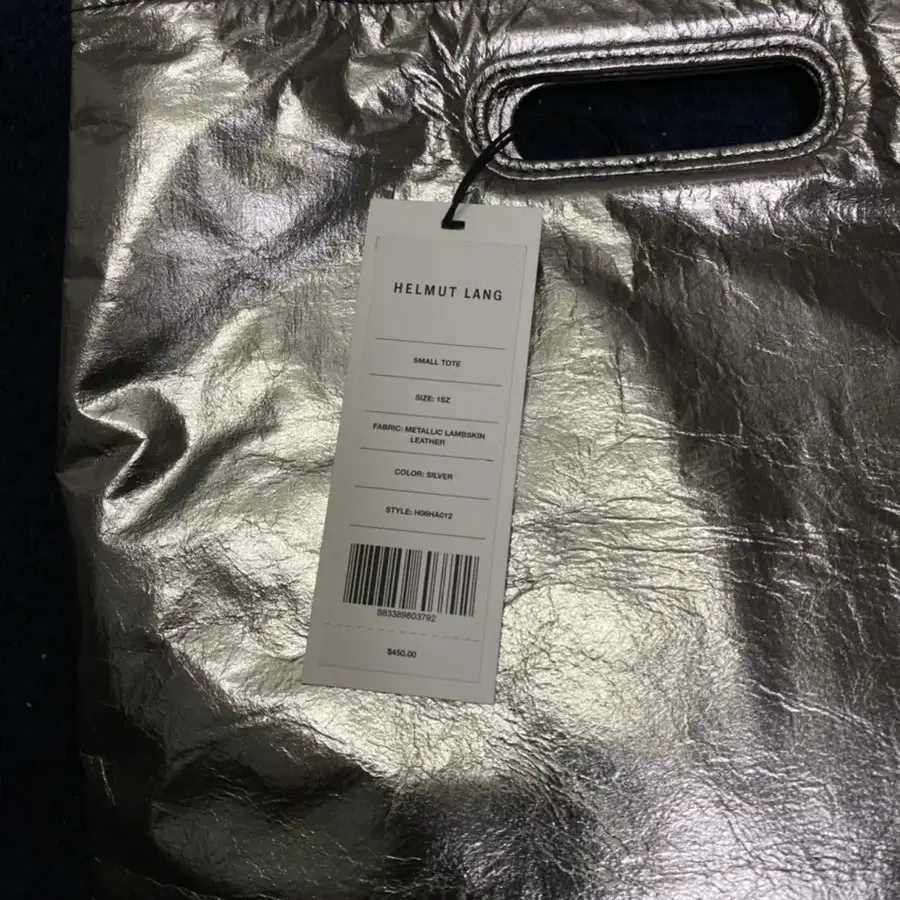 HELMUT LANG
SMALL TOTE
SIZE: 1SZ
FABRIC: METALLIC LAMBSKIN
LEATHER
COLOR: SILVER
STYLE: H06HA012
883389603792
$450.00